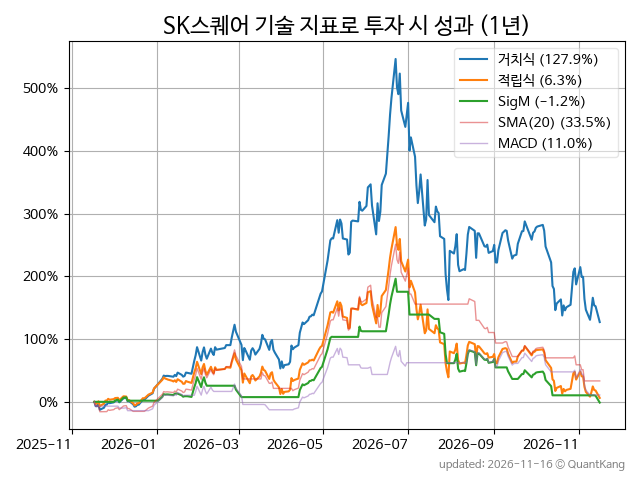 SK스퀘어 기술 지표로 투자 시 성과 (1년)
거치식 (127.9%)
적립식 (6.3%)
SigM (−1.2%)
SMA(20) (33.5%)
MACD (11.0%)
500%
400%
300%
200%
100%
0%
2025-11 2026-01 2026-03 2026-05 2026-07 2026-09 2026-11
updated: 2026-11-16 © QuantKang